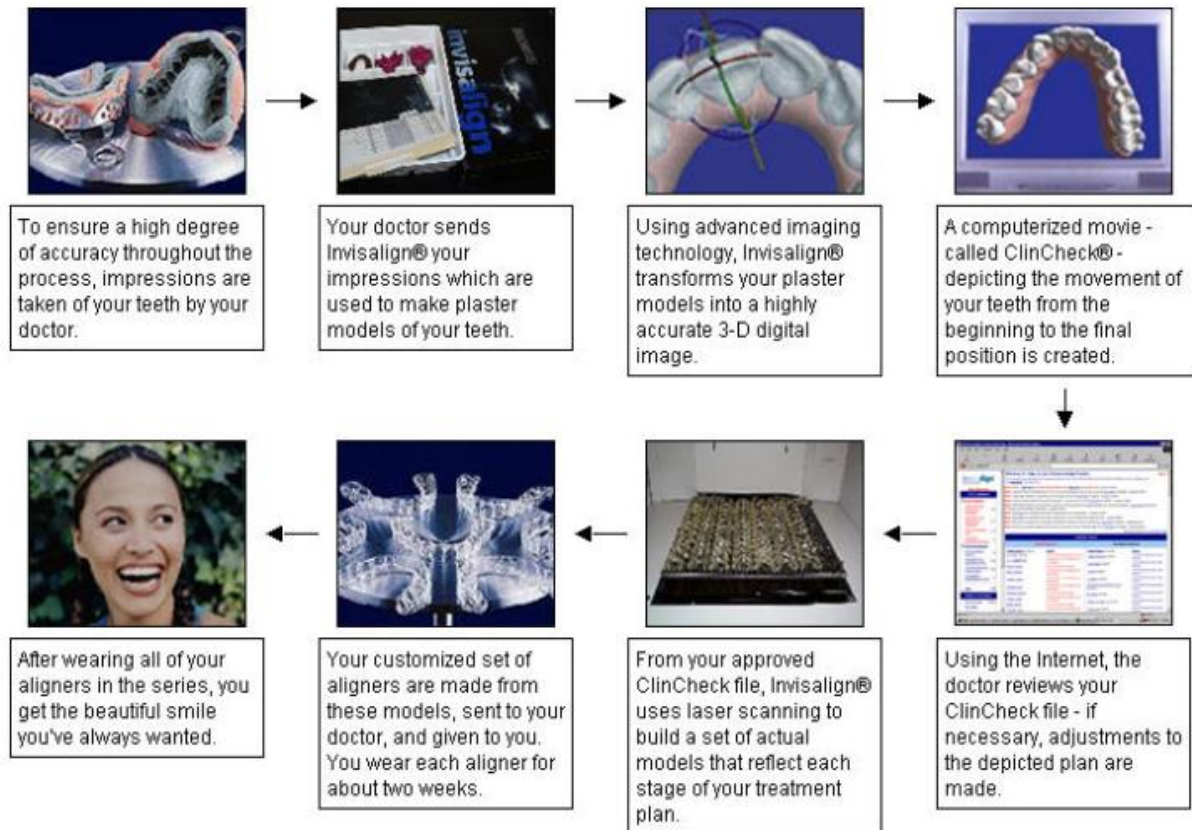 invisalign
To ensure a high degree
of accuracy throughout the
process, impressions are
taken of your teeth by your
doctor.
Your doctor sends
Invisalign® your
impressions which are
used to make plaster
models of your teeth.
Using advanced imaging
technology, Invisalign®
transforms your plaster
models into a highly
accurate 3-D digital
image.
A computerized movie -
called ClinCheck® -
depicting the movement of
your teeth from the
beginning to the final
position is created.
Using the Internet, the
doctor reviews your
ClinCheck file - if
necessary, adjustments to
the depicted plan are
made.
From your approved
ClinCheck file, Invisalign®
uses laser scanning to
build a set of actual
models that reflect each
stage of your treatment
plan.
Your customized set of
aligners are made from
these models, sent to your
doctor, and given to you.
You wear each aligner for
about two weeks.
After wearing all of your
aligners in the series, you
get the beautiful smile
you've always wanted.